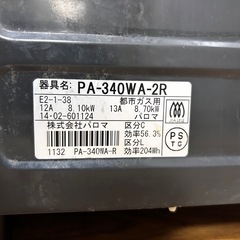 器具名: PA-340WA-2R
E2-1-38 都市ガス用
12A 8.10kW 13A 8.70kW
14-02-601124 パロマ
株式会社パロマ 区分C
効率56.3%
区分L
1132 PA-340WA-R 効率204Wh
PS
TG